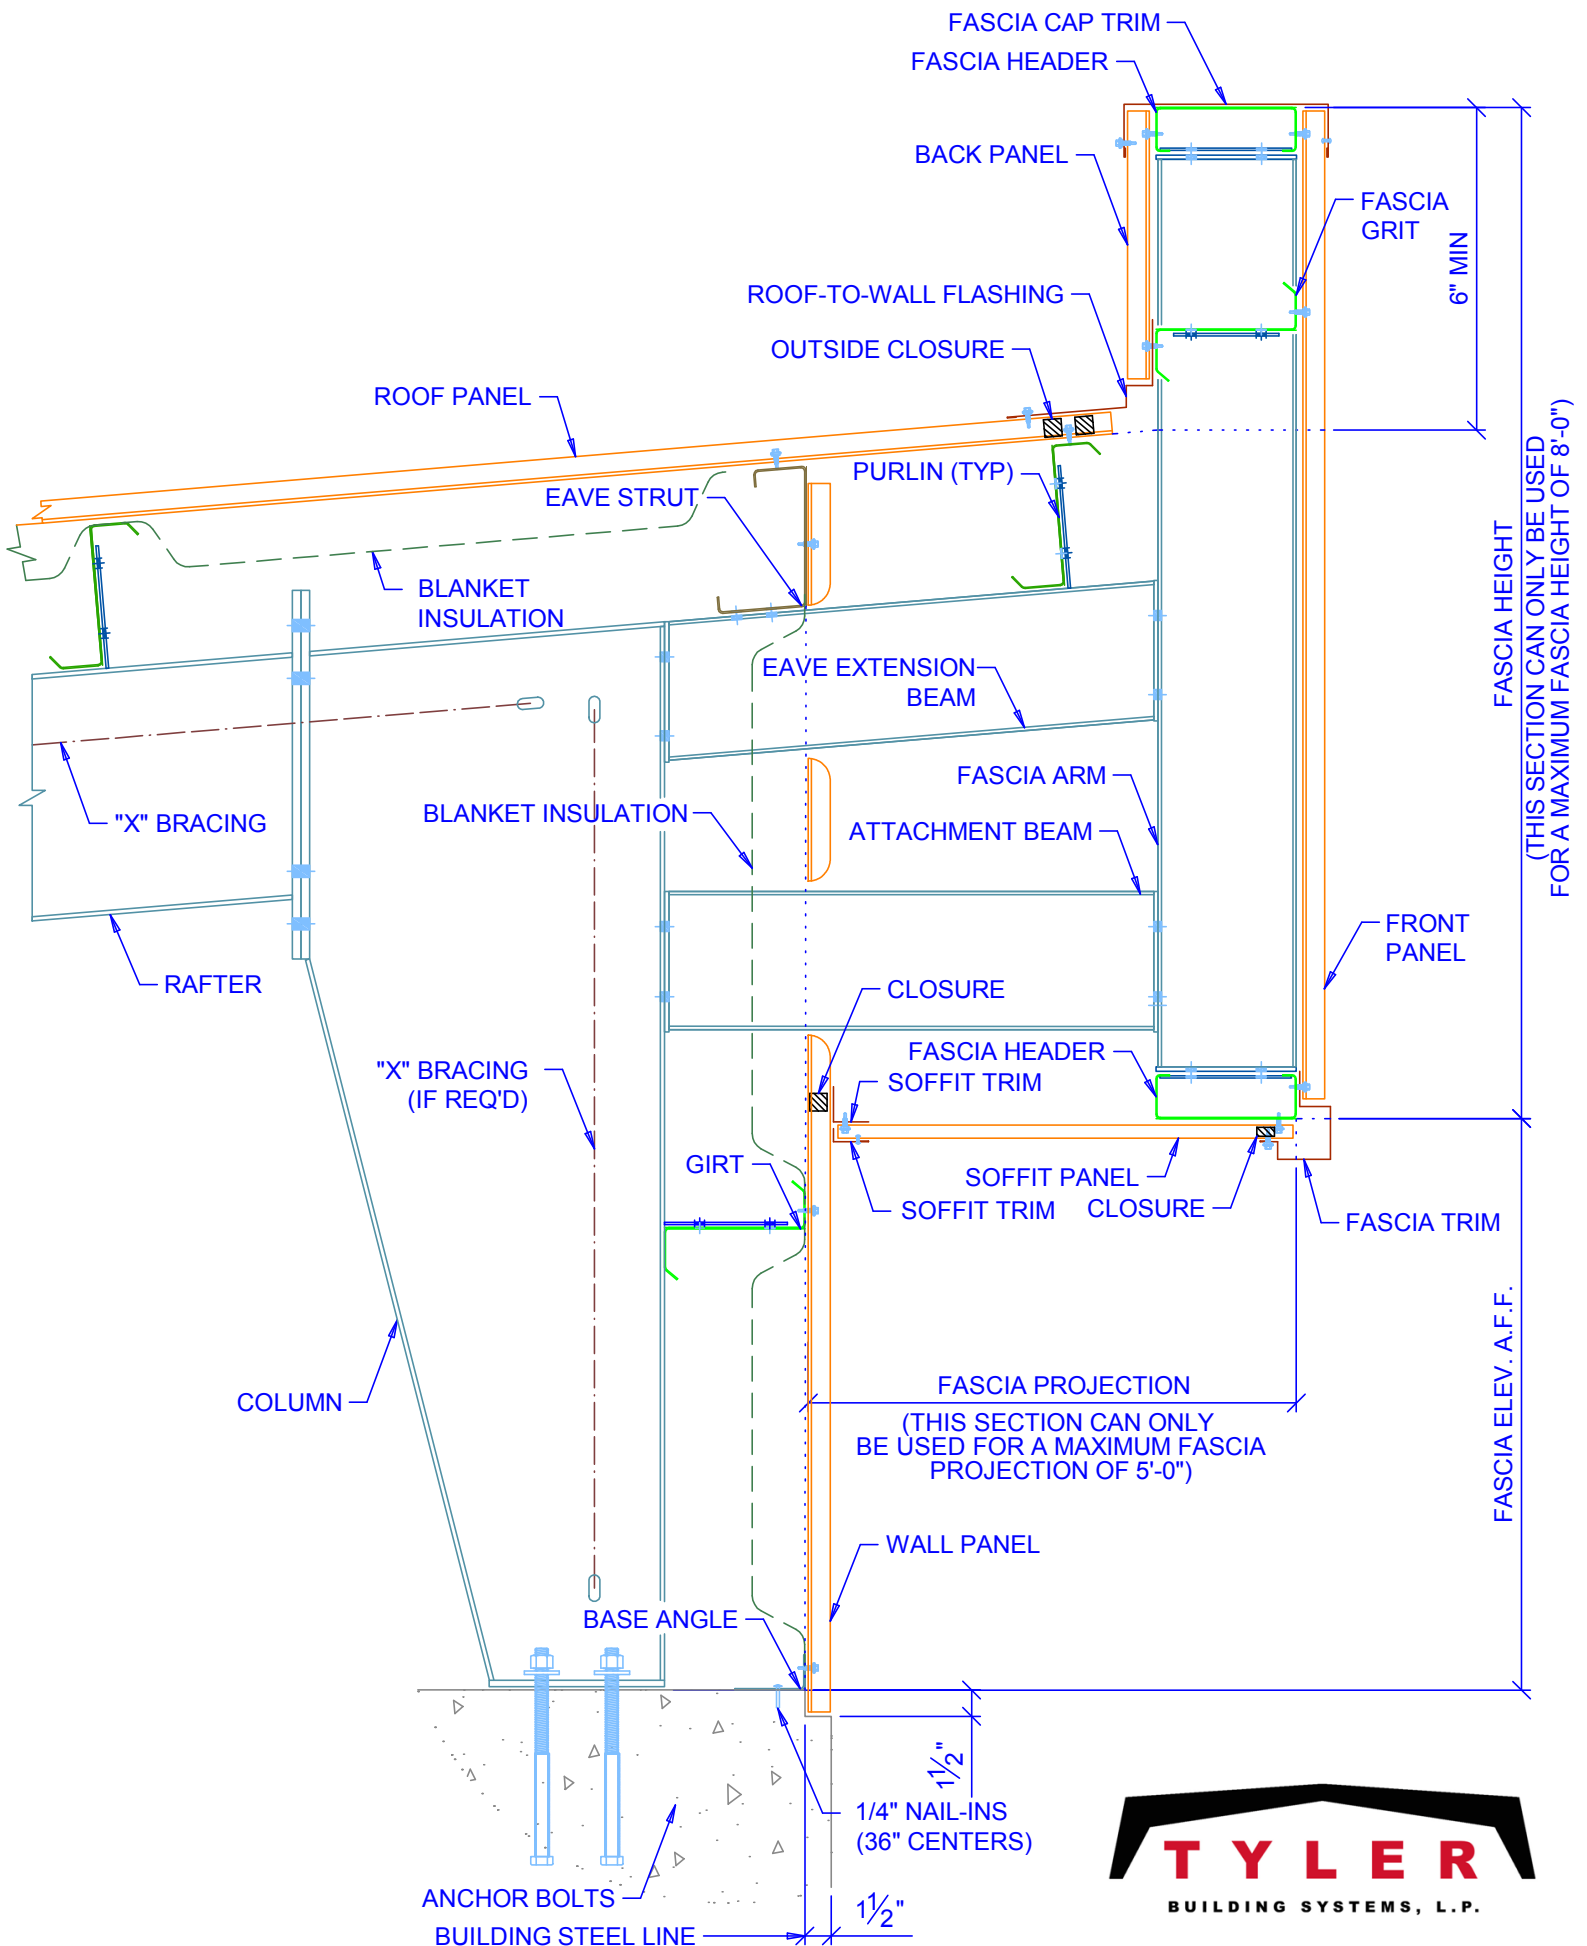 FASCIA CAP TRIM
FASCIA HEADER
BACK PANEL
FASCIA
GRIT
6" MIN
ROOF-TO-WALL FLASHING
OUTSIDE CLOSURE
ROOF PANEL
PURLIN (TYP)
EAVE STRUT
BLANKET
INSULATION
FASCIA HEIGHT
(THIS SECTION CAN ONLY BE USED
FOR A MAXIMUM FASCIA HEIGHT OF 8'-0")
EAVE EXTENSION
BEAM
FASCIA ARM
"X" BRACING
BLANKET INSULATION
ATTACHMENT BEAM
FRONT
PANEL
RAFTER
CLOSURE
FASCIA HEADER
"X" BRACING
(IF REQ'D)
SOFFIT TRIM
GIRT
SOFFIT PANEL
SOFFIT TRIM
CLOSURE
FASCIA TRIM
FASCIA ELEV. A.F.F.
COLUMN
FASCIA PROJECTION
(THIS SECTION CAN ONLY
BE USED FOR A MAXIMUM FASCIA
PROJECTION OF 5'-0")
WALL PANEL
BASE ANGLE
1½"
1/4" NAIL-INS
(36" CENTERS)
ANCHOR BOLTS
1½"
BUILDING STEEL LINE
TYLER
BUILDING SYSTEMS, L.P.